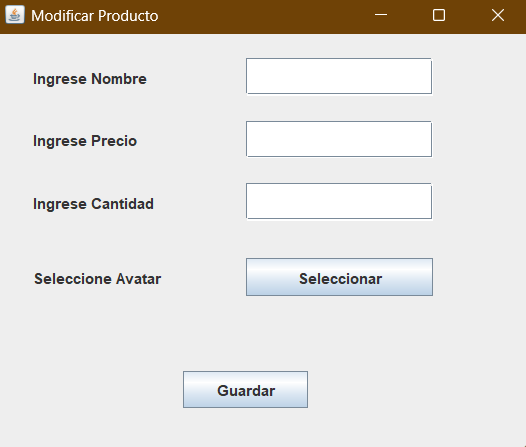 Modificar Producto
Ingrese Nombre
Ingrese Precio
Ingrese Cantidad
Seleccione Avatar
Seleccionar
Guardar